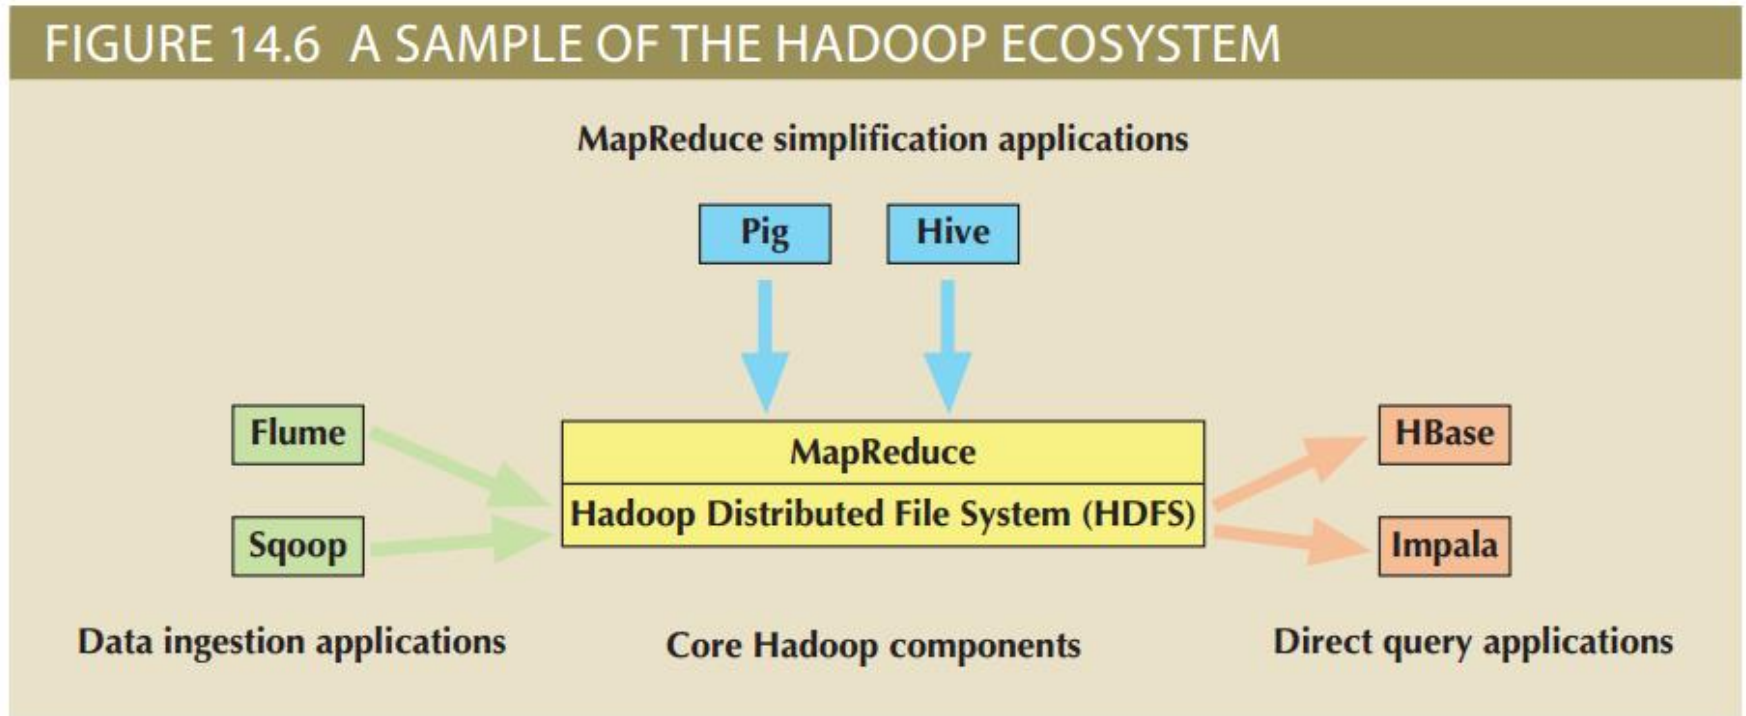 FIGURE 14.6 A SAMPLE OF THE HADOOP ECOSYSTEM
MapReduce simplification applications
Pig
Hive
Flume
Sqoop
MapReduce
Hadoop Distributed File System (HDFS)
HBase
Impala
Data ingestion applications
Core Hadoop components
Direct query applications